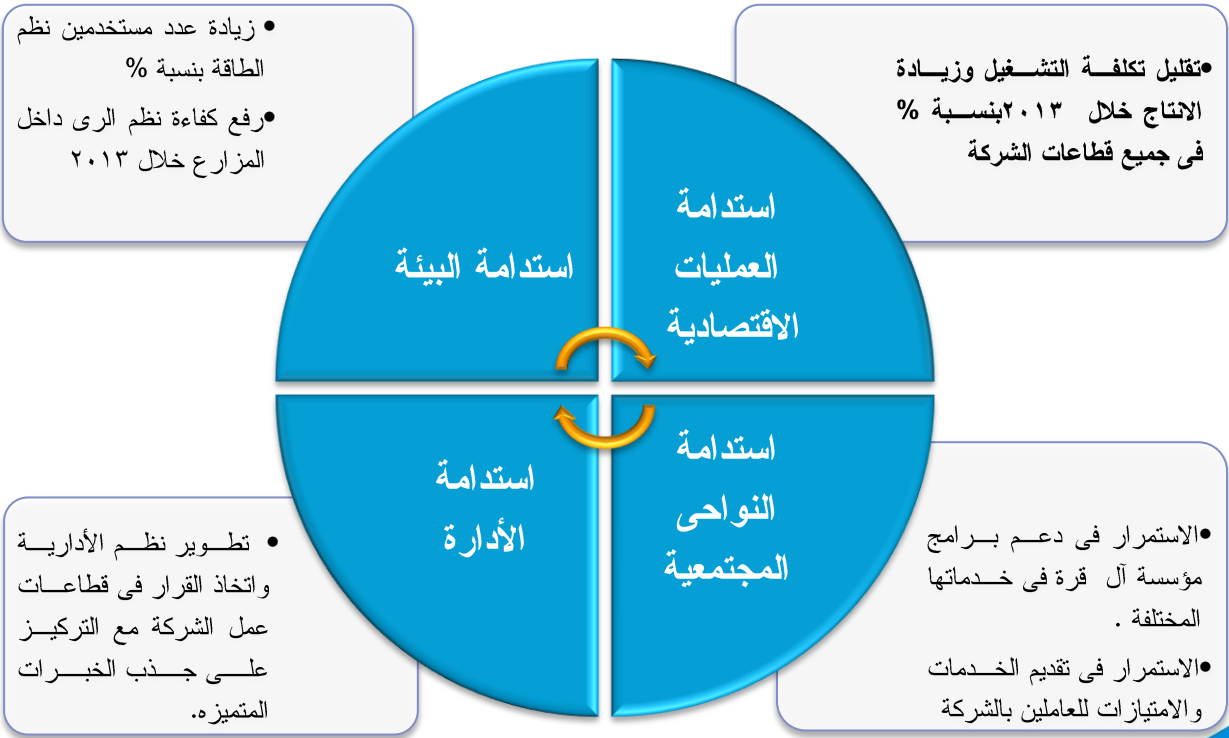 •تقليل تكلفة التشغيل وزيادة
الانتاج خلال ٢٠١٣بنسبة %
فى جميع قطاعات الشركة
• زيادة عدد مستخدمين نظم
الطاقة بنسبة %
•رفع كفاءة نظم الرى داخل
المزارع خلال ٢٠١٣
استدامة
العمليات
الاقتصادية
استدامة البيئة
استدامة
النواحى
المجتمعية
استدامة
الأدارة
•الاستمرار فى دعم برامج
مؤسسة آل قرة فى خدماتها
المختلفة .
•الاستمرار فى تقديم الخدمات
والامتيازات للعاملين بالشركة
• تطوير نظم الأدارية
واتخاذ القرار فى قطاعات
عمل الشركة مع التركيز
على جذب الخبرات
المتميزه.